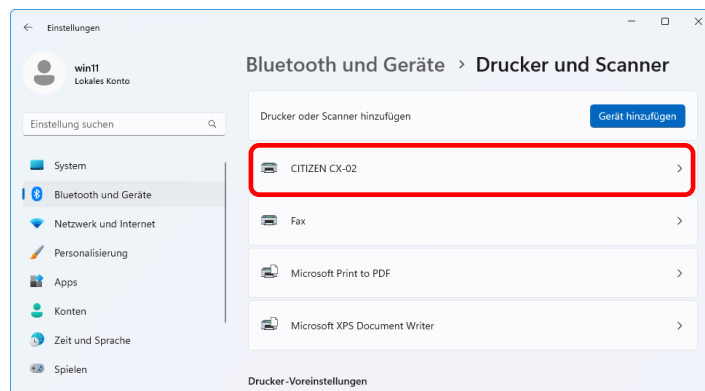 Einstellungen
win11
Lokales Konto
Einstellung suchen
System
Bluetooth und Geräte
Netzwerk und Internet
Personalisierung
Apps
Konten
Zeit und Sprache
Spielen
Bluetooth und Geräte > Drucker und Scanner
Drucker oder Scanner hinzufügen
Gerät hinzufügen
CITIZEN CX-02
Fax
Microsoft Print to PDF
Microsoft XPS Document Writer
Drucker-Voreinstellungen